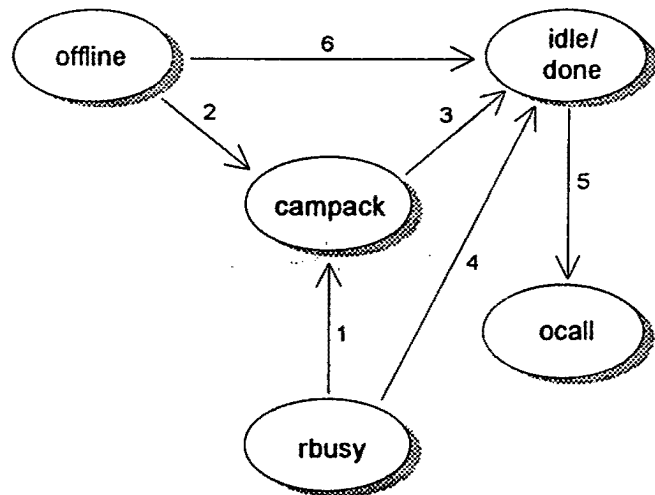 offline
6
idle/
done
2
3
campack
5
4
ocall
1
rbusy